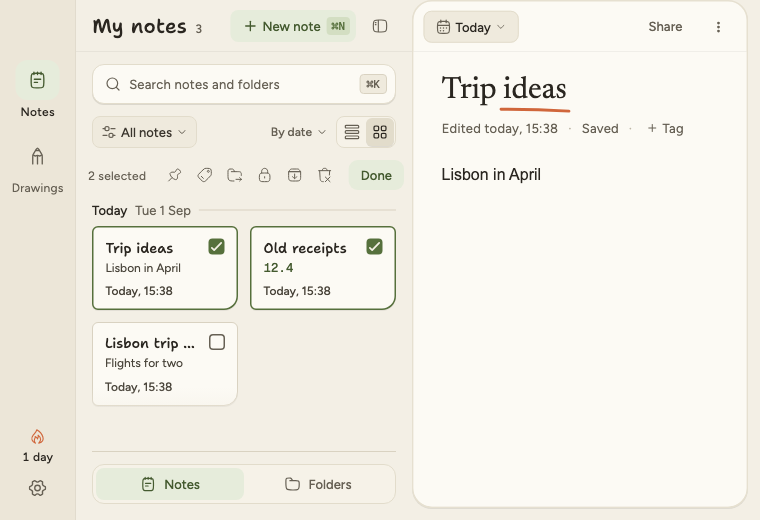 My notes 3
New note ⌘N
Search notes and folders ⌘K
All notes
By date
2 selected
Done
Today Tue 1 Sep
Trip ideas
Lisbon in April
Today, 15:38
Old receipts
12.4
Today, 15:38
Lisbon trip ...
Flights for two
Today, 15:38
Notes
Folders
Notes
Drawings
1 day
Today
Share
Trip ideas
Edited today, 15:38 · Saved · + Tag
Lisbon in April